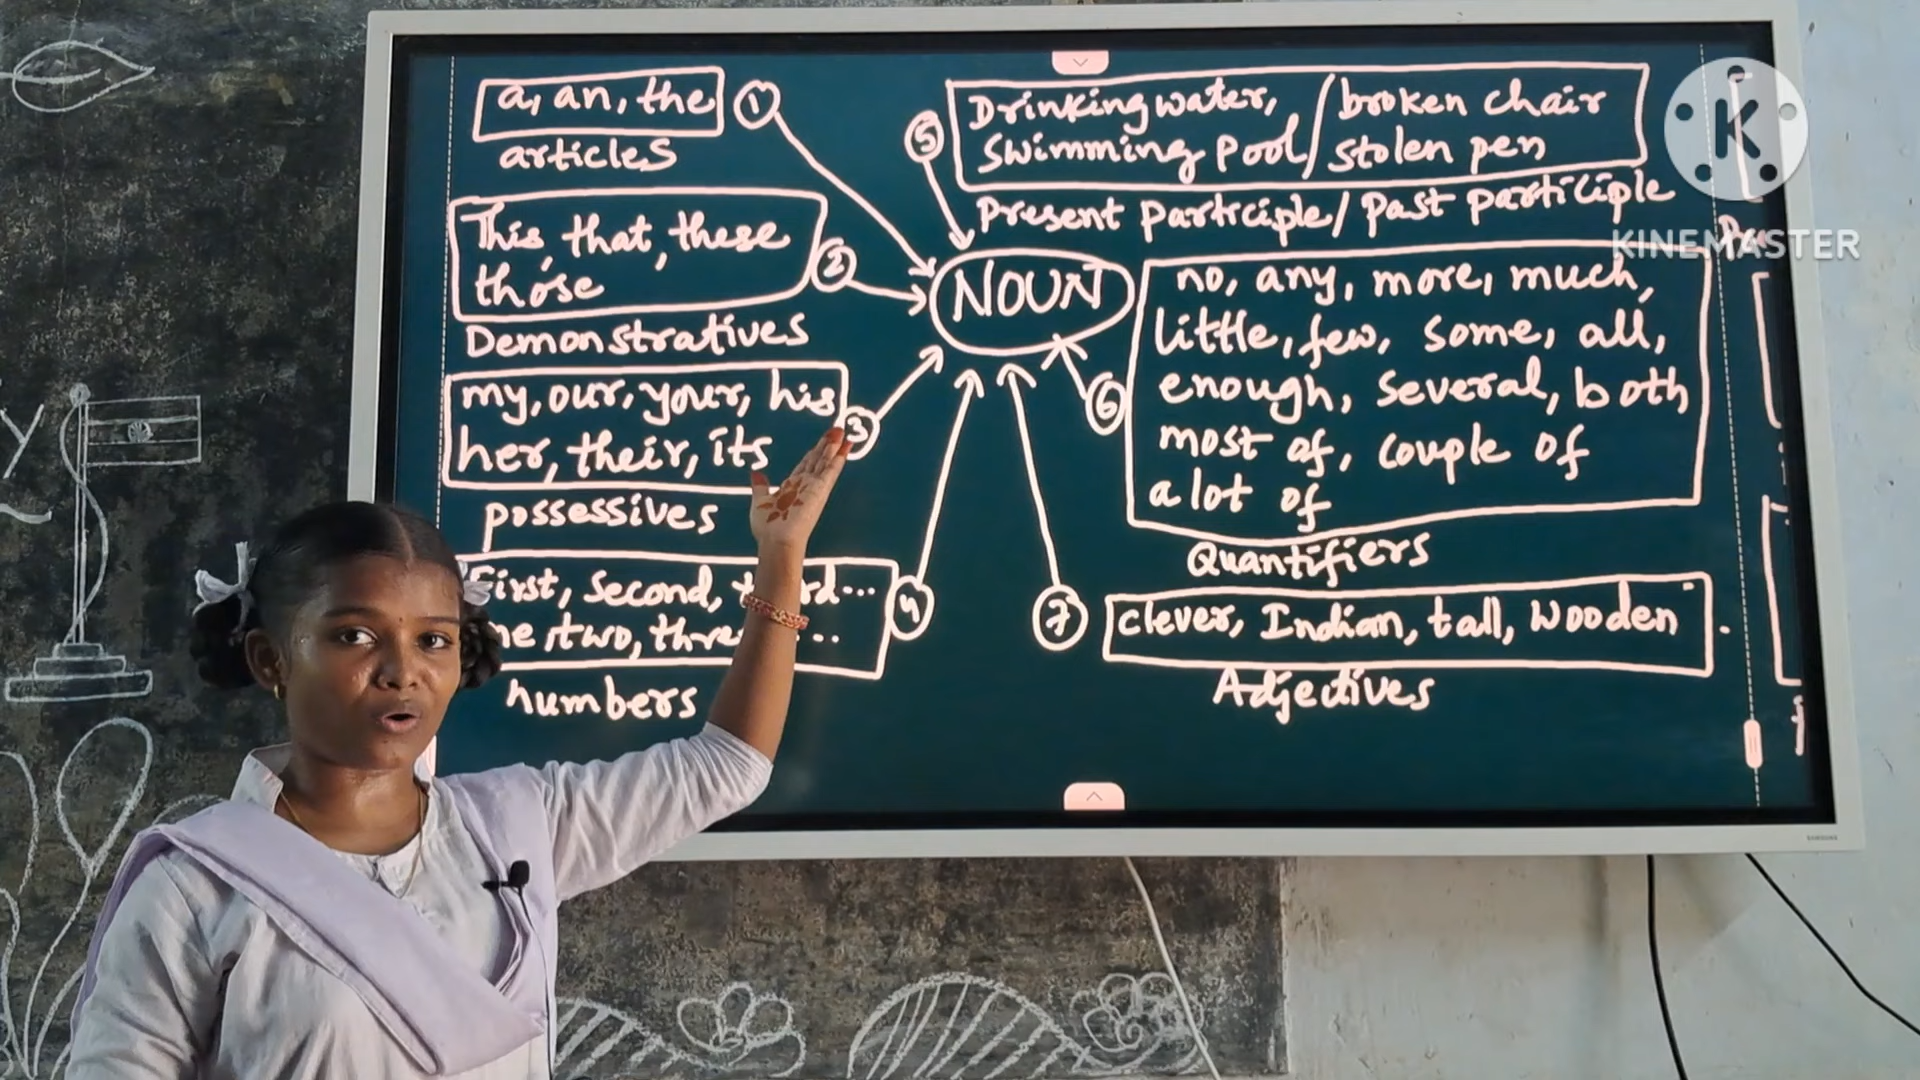 a, an, the
1
articles
This, that, these
those
2
Demonstratives
my, our, your, his
her, their, its
3
possessives
First, Second,
two,
4
numbers
5
Drinking water, / broken chair
Swimming Pool / stolen pen
Present participle / past participle
NOUN
6
no, any, more, much,
little, few, some, all,
enough, several, both
most of, couple of
a lot of
Quantifiers
7
clever, Indian, tall, wooden
Adjectives
K
KINEMASTER
SAMSUNG